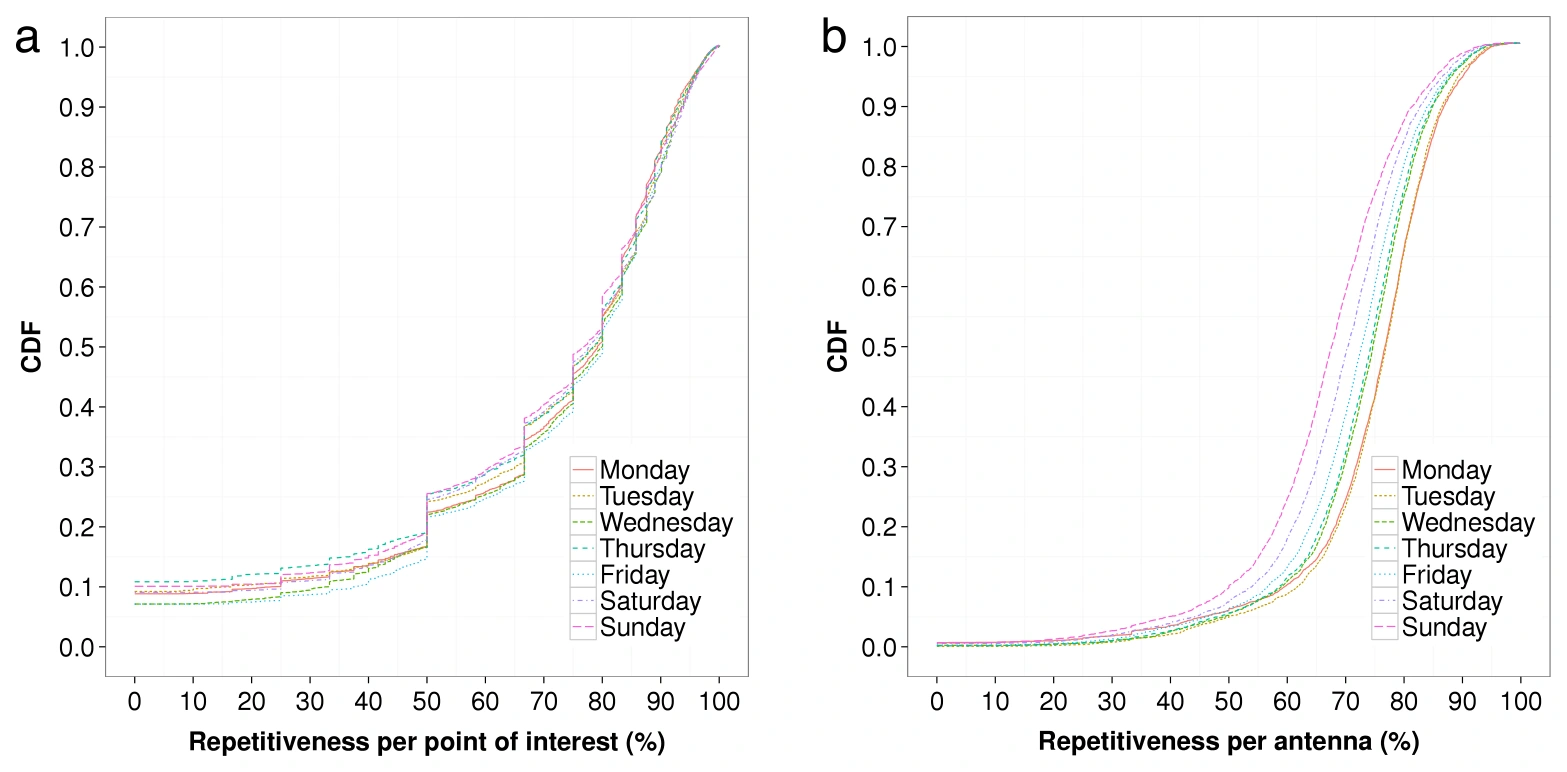 a
1.0
0.9
0.8
0.7
0.6
0.5
0.4
0.3
0.2
0.1
0.0
CDF
Monday
Tuesday
Wednesday
Thursday
Friday
Saturday
Sunday
0 10 20 30 40 50 60 70 80 90 100
Repetitiveness per point of interest (%)
b
1.0
0.9
0.8
0.7
0.6
0.5
0.4
0.3
0.2
0.1
0.0
CDF
Monday
Tuesday
Wednesday
Thursday
Friday
Saturday
Sunday
0 10 20 30 40 50 60 70 80 90 100
Repetitiveness per antenna (%)